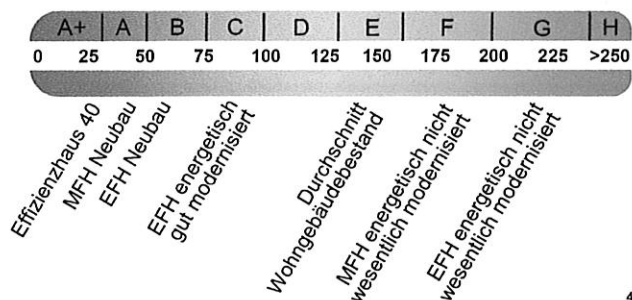 A+ A B C D E F G H
0 25 50 75 100 125 150 175 200 225 >250
Effizienzhaus 40
MFH Neubau
EFH Neubau
EFH energetisch
gut modernisiert
Durchschnitt
Wohngebäudebestand
MFH energetisch nicht
wesentlich modernisiert
EFH energetisch nicht
wesentlich modernisiert